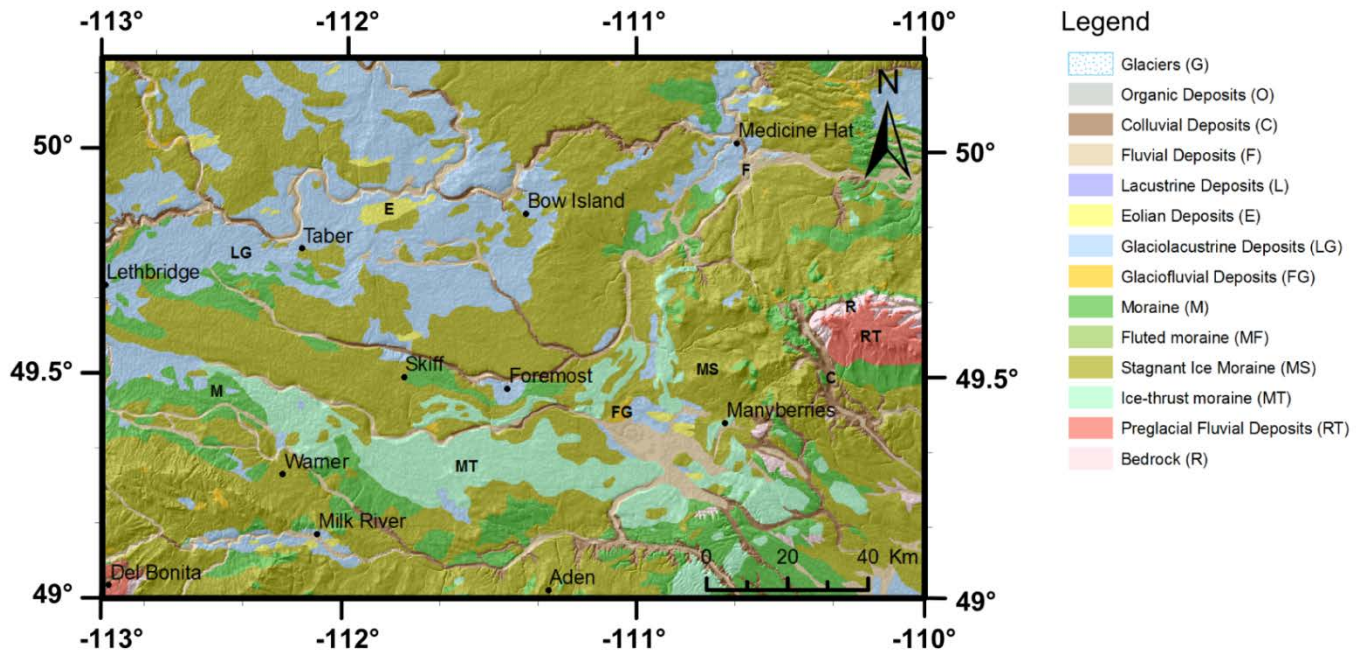 -113° -112° -111° -110°
Legend
Glaciers (G)
Organic Deposits (O)
Colluvial Deposits (C)
Fluvial Deposits (F)
Lacustrine Deposits (L)
Eolian Deposits (E)
Glaciolacustrine Deposits (LG)
Glaciofluvial Deposits (FG)
Moraine (M)
Fluted moraine (MF)
Stagnant Ice Moraine (MS)
Ice-thrust moraine (MT)
Preglacial Fluvial Deposits (RT)
Bedrock (R)
N
Medicine Hat
50° 50°
F
Bow Island
E
Taber
LG
Lethbridge
R
RT
49.5° 49.5°
Skiff
MS
Foremost
C
M
FG
Manyberries
Warner
MT
Milk River
0 20 40 Km
Del Bonita
Aden
49° 49°
-113° -112° -111° -110°